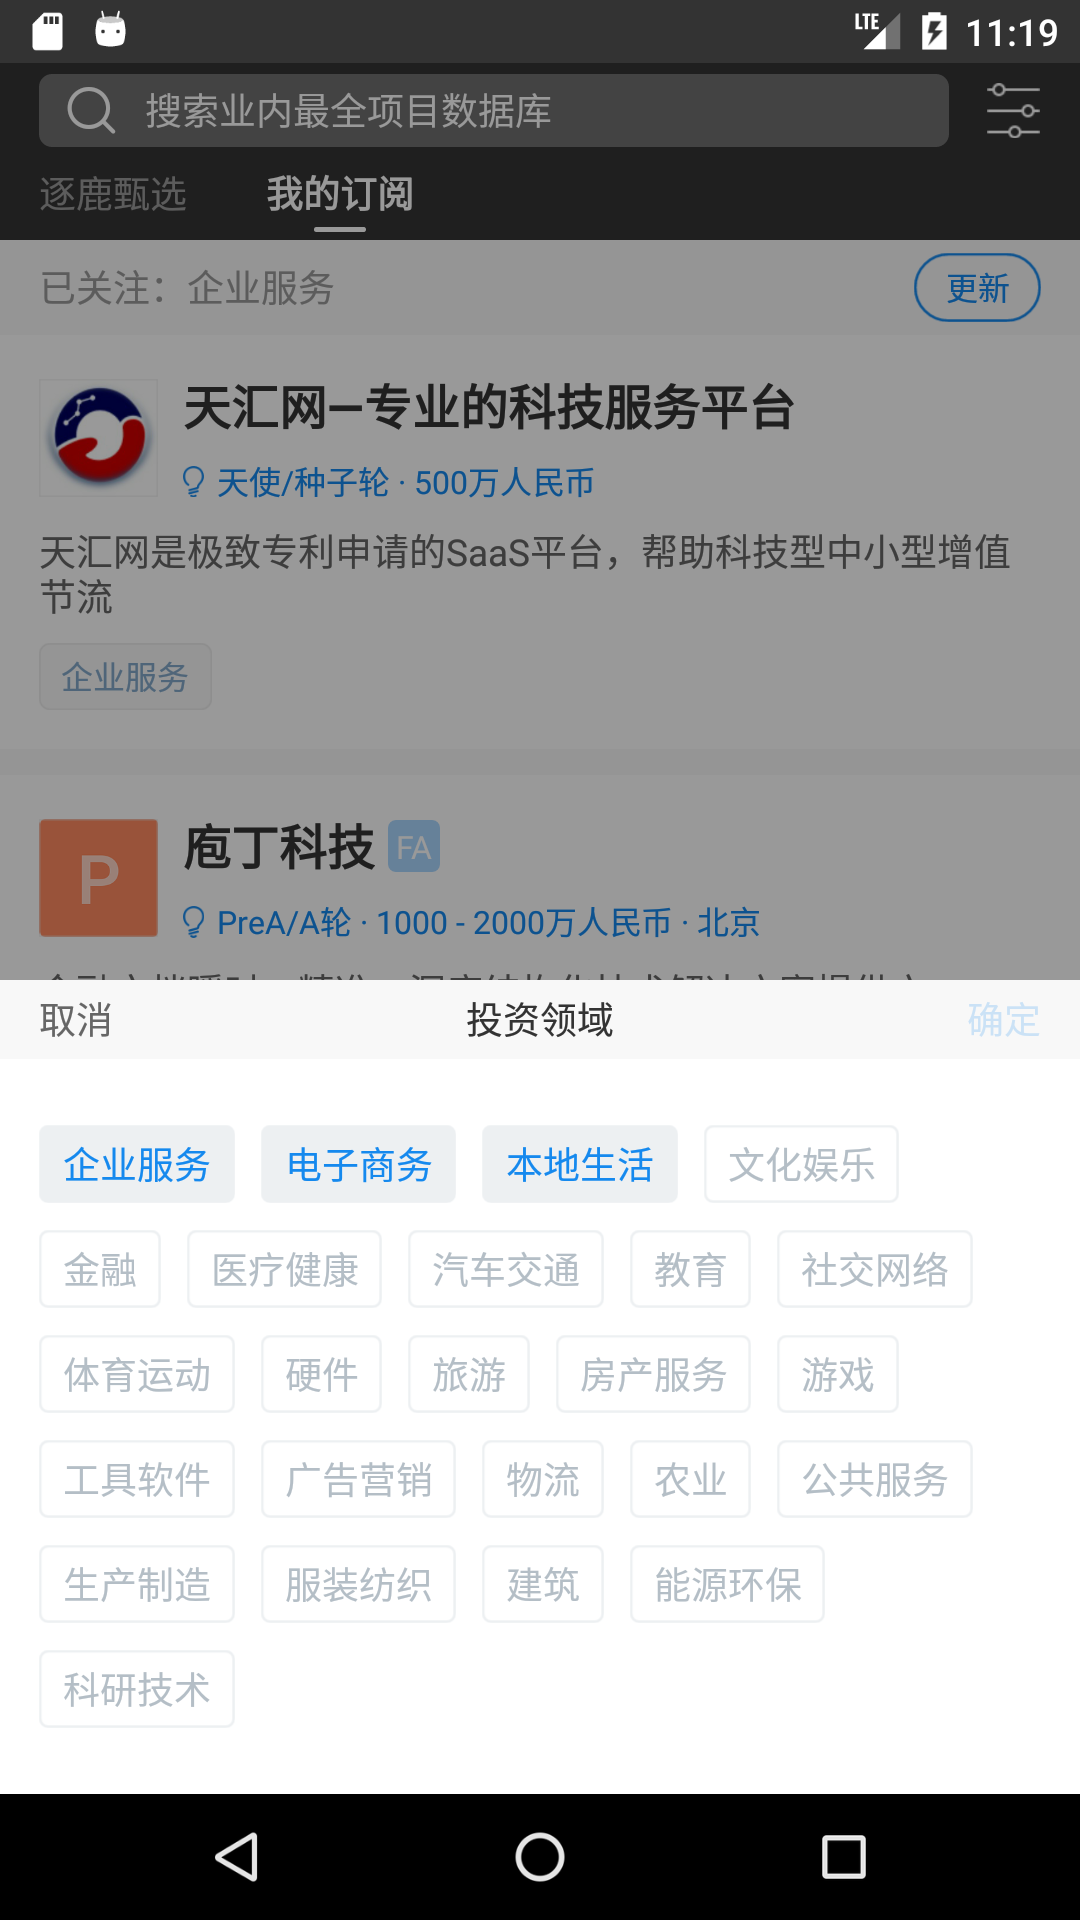 LTE 11:19
搜索业内最全项目数据库
逐鹿甄选 我的订阅
已关注：企业服务 更新
天汇网—专业的科技服务平台
天使/种子轮 · 500万人民币
天汇网是极致专利申请的SaaS平台，帮助科技型中小型增值
节流
企业服务
P 庖丁科技 FA
PreA/A轮 · 1000 - 2000万人民币 · 北京
取消 投资领域 确定
企业服务 电子商务 本地生活 文化娱乐
金融 医疗健康 汽车交通 教育 社交网络
体育运动 硬件 旅游 房产服务 游戏
工具软件 广告营销 物流 农业 公共服务
生产制造 服装纺织 建筑 能源环保
科研技术